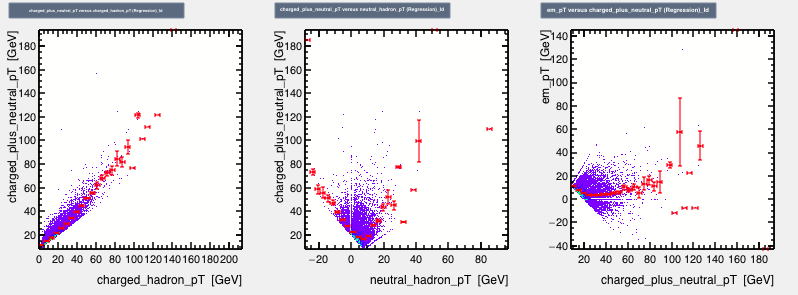 charged_plus_neutral_pT versus charged_hadron_pT (Regression)_Id
charged_plus_neutral_pT [GeV]
180
160
140
120
100
80
60
40
20
0 20 40 60 80 100 120 140 160 180 200
charged_hadron_pT [GeV]
charged_plus_neutral_pT versus neutral_hadron_pT (Regression)_Id
charged_plus_neutral_pT [GeV]
180
160
140
120
100
80
60
40
20
−20 0 20 40 60 80
neutral_hadron_pT [GeV]
em_pT versus charged_plus_neutral_pT (Regression)_Id
em_pT [GeV]
140
120
100
80
60
40
20
0
−20
−40
20 40 60 80 100 120 140 160 180
charged_plus_neutral_pT [GeV]